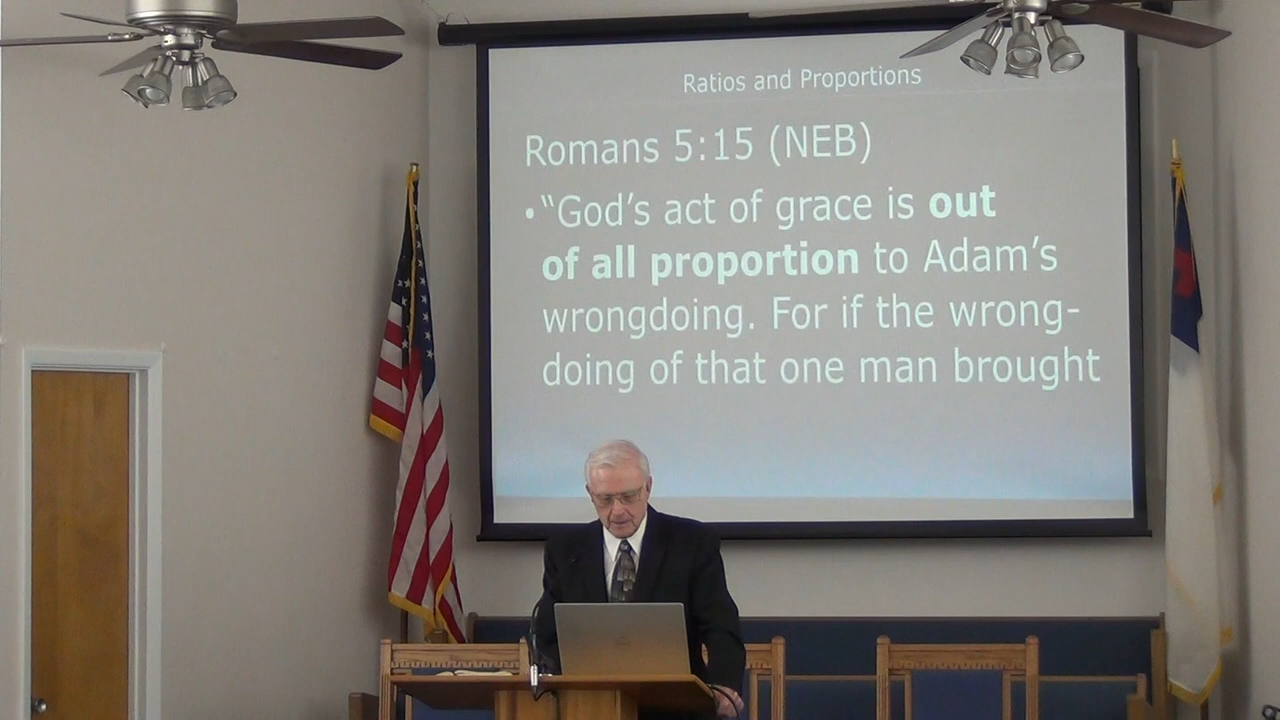 Ratios and Proportions
Romans 5:15 (NEB)
•“God’s act of grace is out
of all proportion to Adam’s
wrongdoing. For if the wrong-
doing of that one man brought